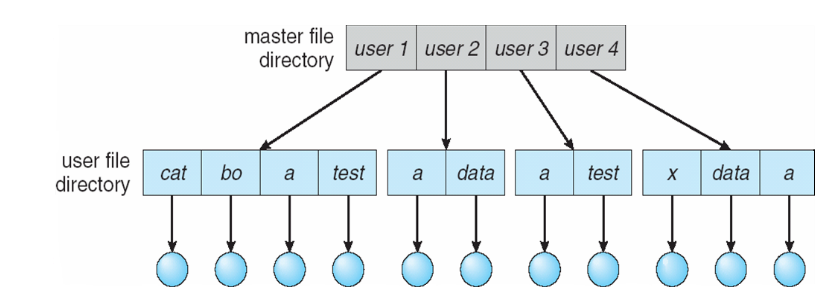 master file
directory
user 1 user 2 user 3 user 4
user file
directory
cat bo a test a data a test x data a